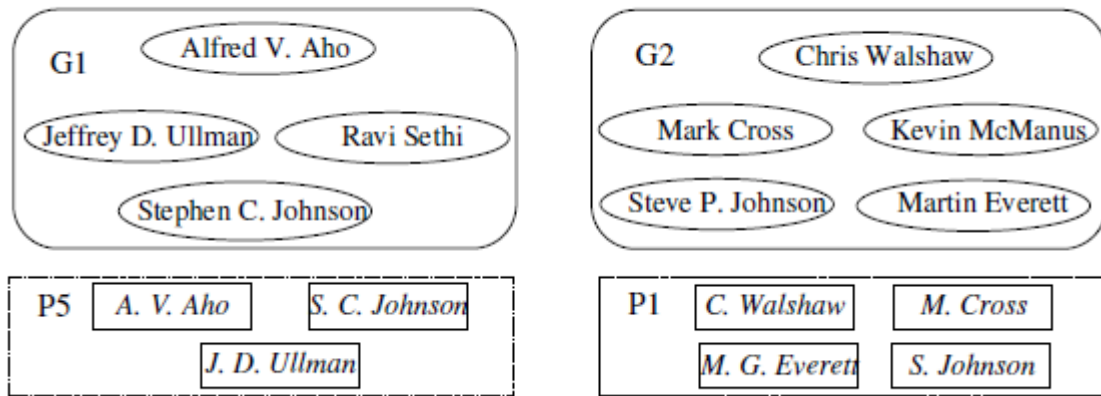 G1
Alfred V. Aho
Jeffrey D. Ullman
Ravi Sethi
Stephen C. Johnson
G2
Chris Walshaw
Mark Cross
Kevin McManus
Steve P. Johnson
Martin Everett
P5
A. V. Aho
S. C. Johnson
J. D. Ullman
P1
C. Walshaw
M. Cross
M. G. Everett
S. Johnson